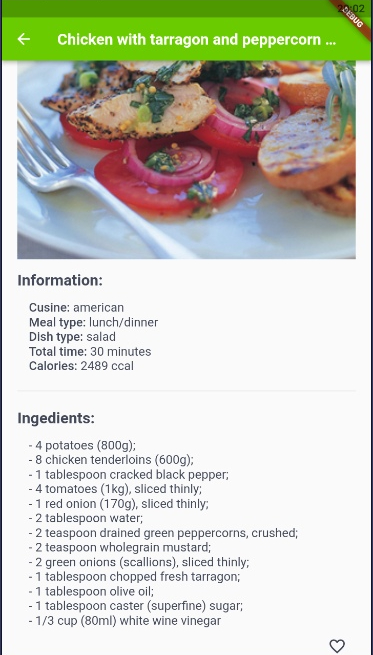 DEBUG
Chicken with tarragon and peppercorn ...
Information:
Cusine: american
Meal type: lunch/dinner
Dish type: salad
Total time: 30 minutes
Calories: 2489 ccal
Ingedients:
- 4 potatoes (800g);
- 8 chicken tenderloins (600g);
- 1 tablespoon cracked black pepper;
- 4 tomatoes (1kg), sliced thinly;
- 1 red onion (170g), sliced thinly;
- 2 tablespoon water;
- 2 teaspoon drained green peppercorns, crushed;
- 2 teaspoon wholegrain mustard;
- 2 green onions (scallions), sliced thinly;
- 1 tablespoon chopped fresh tarragon;
- 1 tablespoon olive oil;
- 1 tablespoon caster (superfine) sugar;
- 1/3 cup (80ml) white wine vinegar